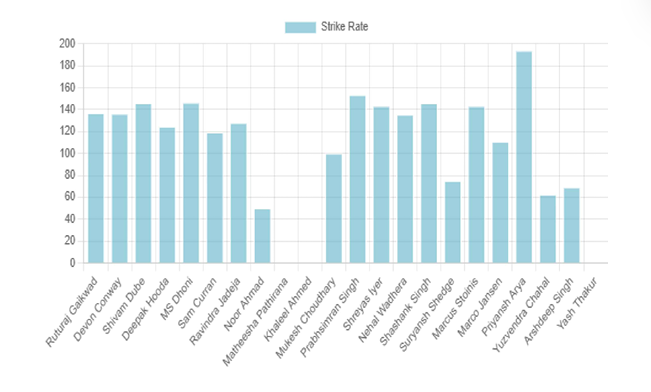 Strike Rate
200
180
160
140
120
100
80
60
40
20
0
Ruturaj Gaikwad
Devon Conway
Shivam Dube
Deepak Hooda
MS Dhoni
Sam Curran
Ravindra Jadeja
Noor Ahmad
Matheesha Pathirana
Khaleel Ahmed
Mukesh Choudhary
Prabhsimran Singh
Shreyas Iyer
Nehal Wadhera
Shashank Singh
Suryansh Shedge
Marcus Stoinis
Marco Jansen
Priyansh Arya
Yuzvendra Chahal
Arshdeep Singh
Yash Thakur